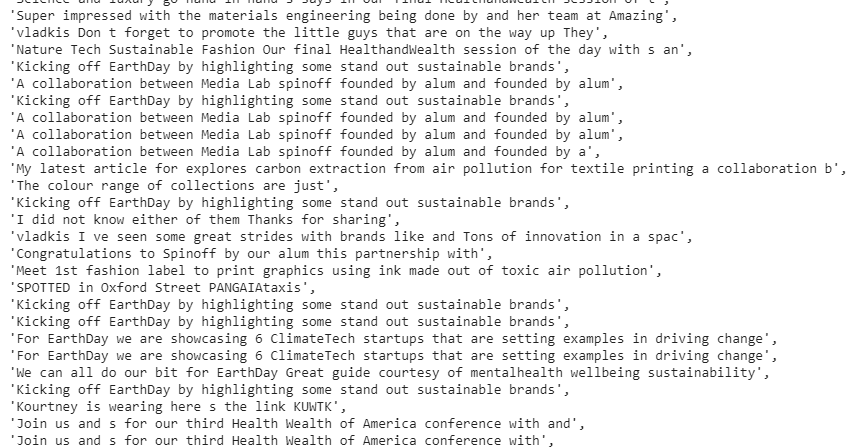 'Science and luxury go hand in hand s says in our final HealthandWealth session of t',
'Super impressed with the materials engineering being done by and her team at Amazing',
'vladkis Don t forget to promote the little guys that are on the way up They',
'Nature Tech Sustainable Fashion Our final HealthandWealth session of the day with s an',
'Kicking off EarthDay by highlighting some stand out sustainable brands',
'A collaboration between Media Lab spinoff founded by alum and founded by alum',
'Kicking off EarthDay by highlighting some stand out sustainable brands',
'A collaboration between Media Lab spinoff founded by alum and founded by alum',
'A collaboration between Media Lab spinoff founded by alum and founded by alum',
'A collaboration between Media Lab spinoff founded by alum and founded by a',
'My latest article for explores carbon extraction from air pollution for textile printing a collaboration b',
'The colour range of collections are just',
'Kicking off EarthDay by highlighting some stand out sustainable brands',
'I did not know either of them Thanks for sharing',
'vladkis I ve seen some great strides with brands like and Tons of innovation in a spac',
'Congratulations to Spinoff by our alum this partnership with',
'Meet 1st fashion label to print graphics using ink made out of toxic air pollution',
'SPOTTED in Oxford Street PANGAIAtaxis',
'Kicking off EarthDay by highlighting some stand out sustainable brands',
'Kicking off EarthDay by highlighting some stand out sustainable brands',
'For EarthDay we are showcasing 6 ClimateTech startups that are setting examples in driving change',
'For EarthDay we are showcasing 6 ClimateTech startups that are setting examples in driving change',
'We can all do our bit for EarthDay Great guide courtesy of mentalhealth wellbeing sustainability',
'Kicking off EarthDay by highlighting some stand out sustainable brands',
'Kourtney is wearing here s the link KUWTK',
'Join us and s for our third Health Wealth of America conference with and',
'Join us and s for our third Health Wealth of America conference with',